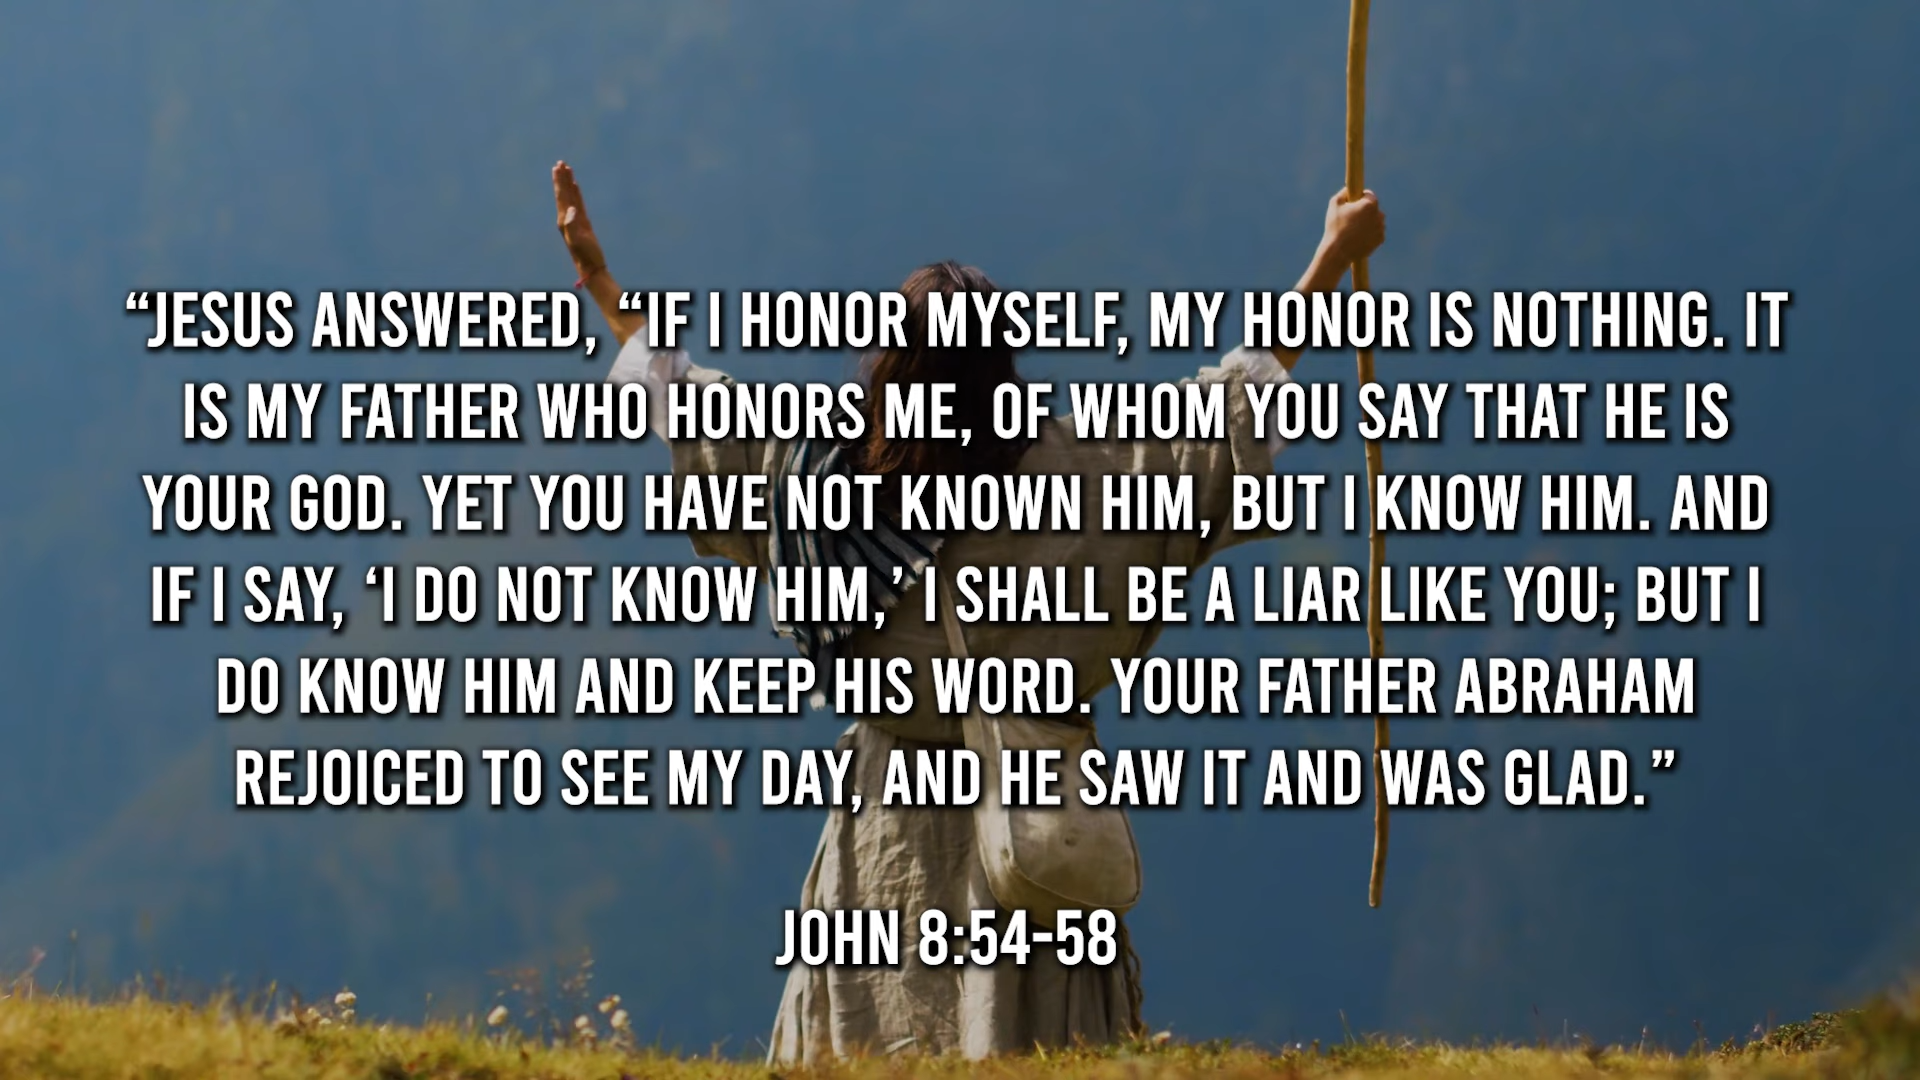 “JESUS ANSWERED, “IF I HONOR MYSELF, MY HONOR IS NOTHING. IT
IS MY FATHER WHO HONORS ME, OF WHOM YOU SAY THAT HE IS
YOUR GOD. YET YOU HAVE NOT KNOWN HIM, BUT I KNOW HIM. AND
IF I SAY, ‘I DO NOT KNOW HIM,’ I SHALL BE A LIAR LIKE YOU; BUT I
DO KNOW HIM AND KEEP HIS WORD. YOUR FATHER ABRAHAM
REJOICED TO SEE MY DAY, AND HE SAW IT AND WAS GLAD.”
JOHN 8:54-58